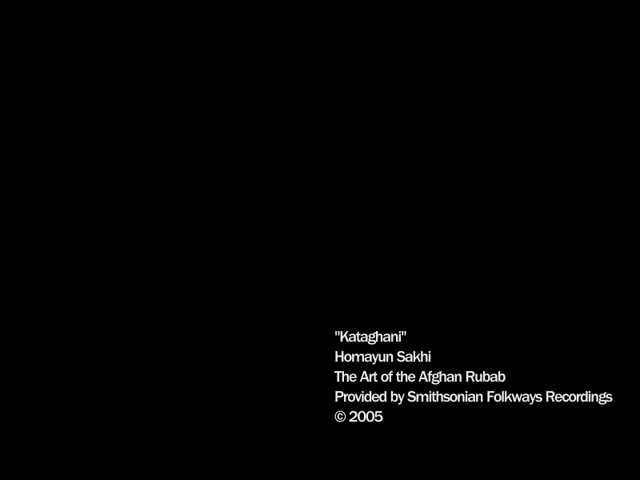 "Kataghani"
Homayun Sakhi
The Art of the Afghan Rubab
Provided by Smithsonian Folkways Recordings
© 2005